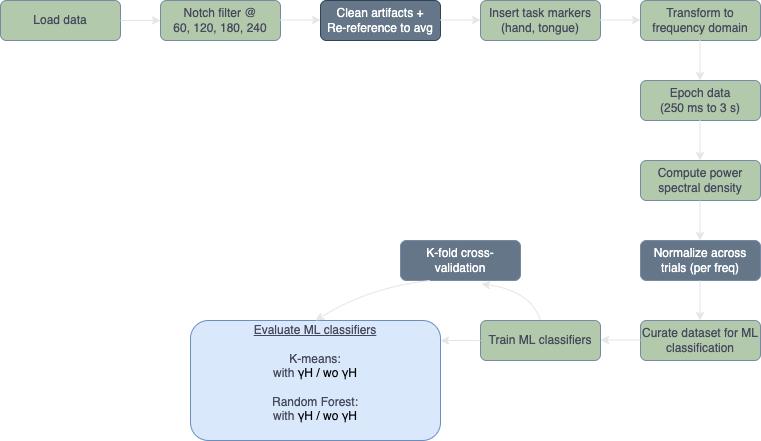 Load data
Notch filter @
60, 120, 180, 240
Clean artifacts +
Re-reference to avg
Insert task markers
(hand, tongue)
Transform to
frequency domain
Epoch data
(250 ms to 3 s)
Compute power
spectral density
Normalize across
trials (per freq)
Curate dataset for ML
classification
Train ML classifiers
K-fold cross-
validation
Evaluate ML classifiers
K-means:
with γH / wo γH
Random Forest:
with γH / wo γH